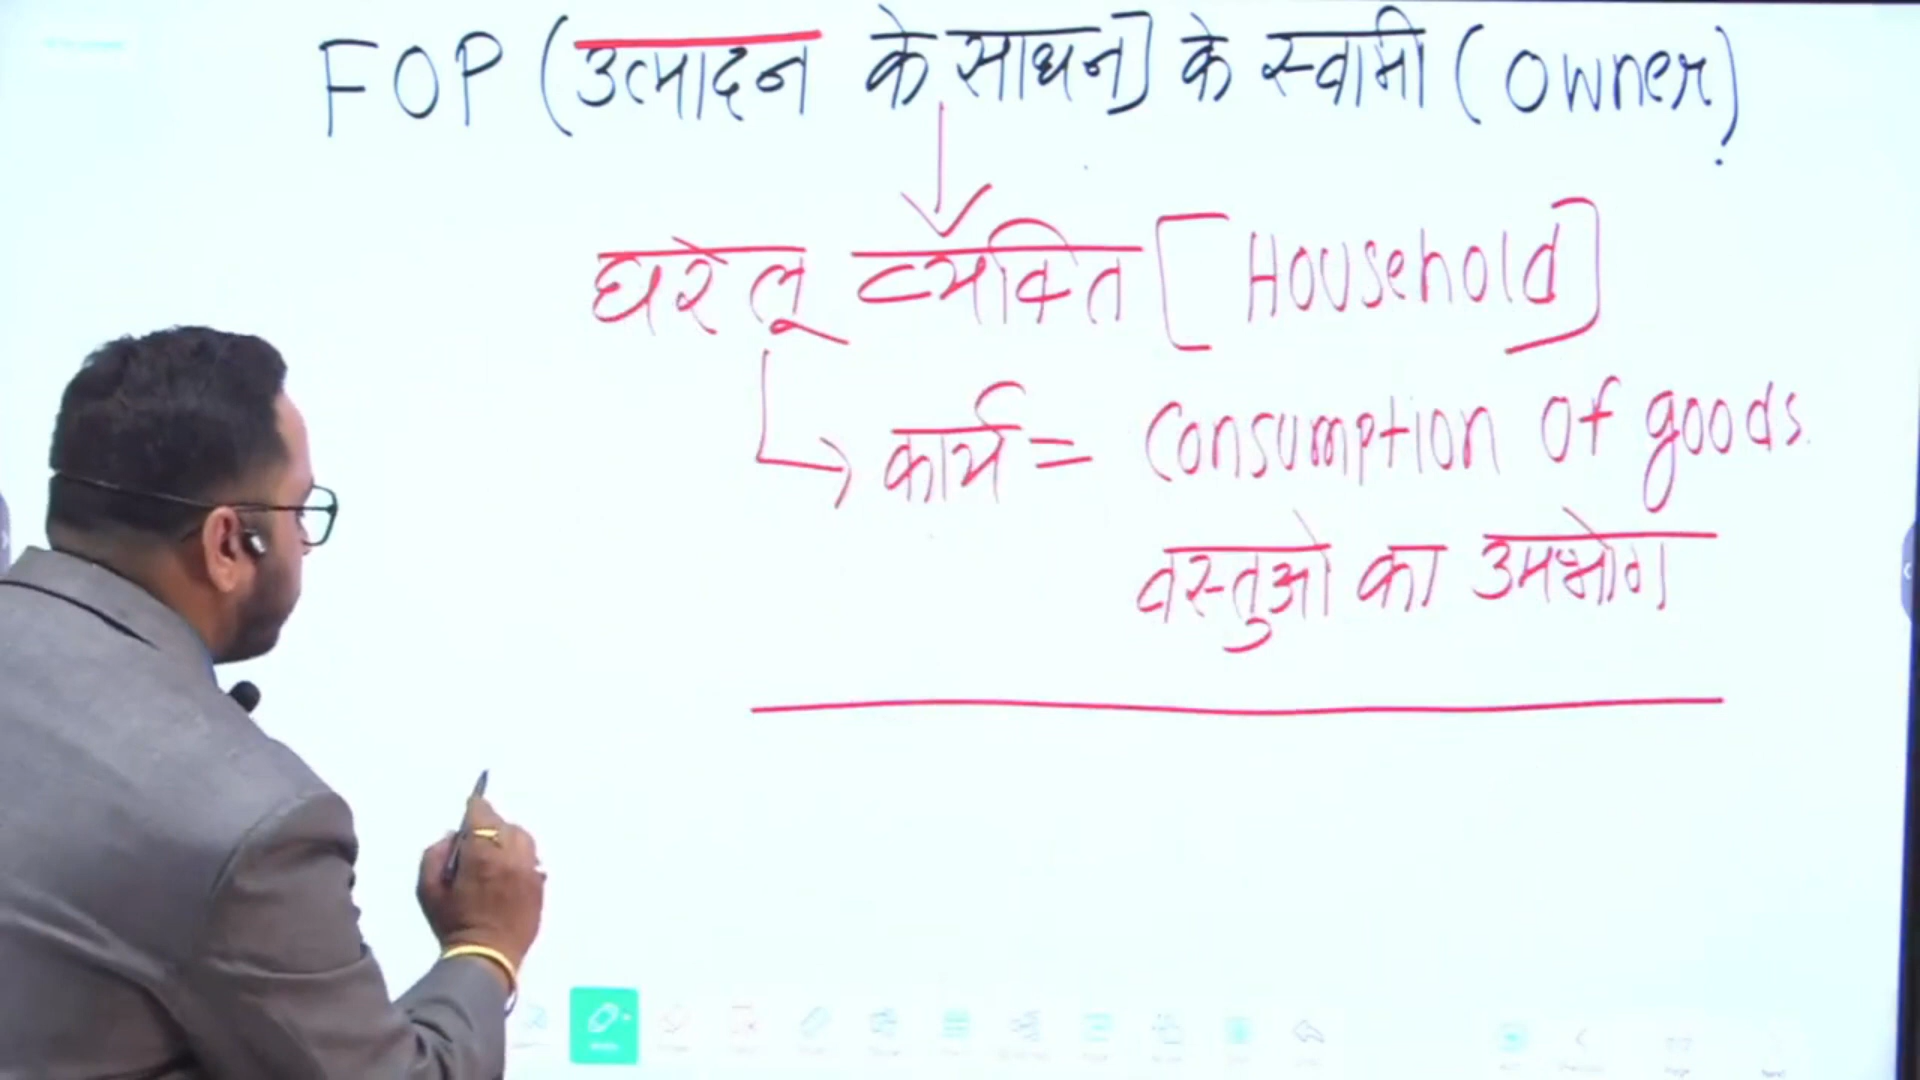 FOP (उत्पादन के साधन] के स्वामी (Owner)
घरेलू व्यक्ति [Household]
कार्य = Consumption of goods.
वस्तुओ का उपभोग